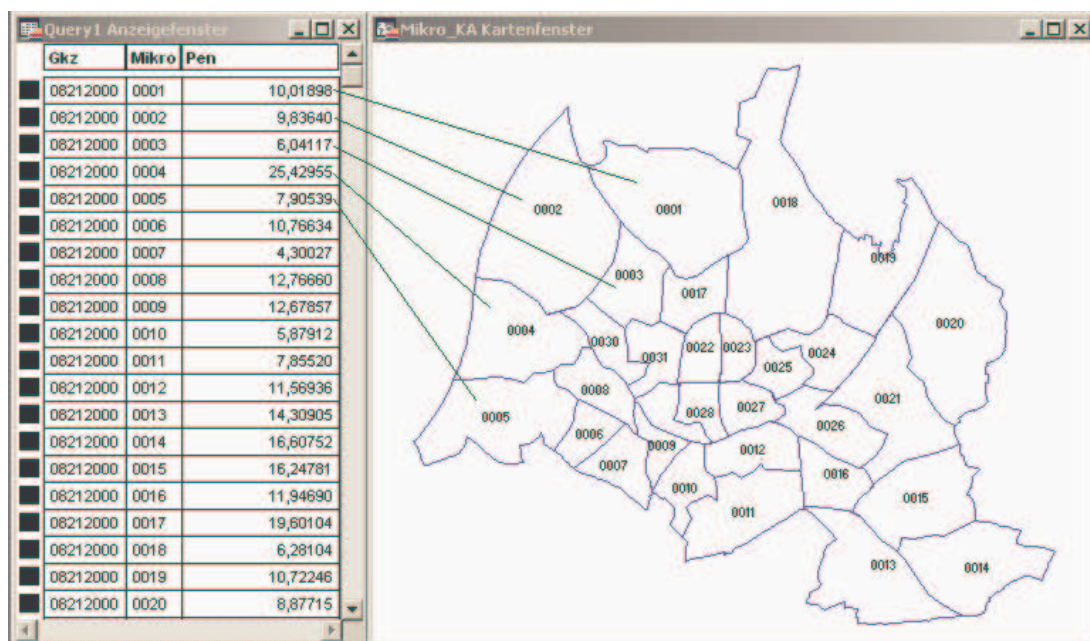 Query1 Anzeigefenster
Gkz Mikro Pen
08212000 0001 10,01898
08212000 0002 9,83640
08212000 0003 6,04117
08212000 0004 25,42955
08212000 0005 7,90539
08212000 0006 10,76634
08212000 0007 4,30027
08212000 0008 12,76660
08212000 0009 12,67857
08212000 0010 5,87912
08212000 0011 7,85520
08212000 0012 11,56936
08212000 0013 14,30905
08212000 0014 16,60752
08212000 0015 16,24781
08212000 0016 11,94690
08212000 0017 19,60104
08212000 0018 6,28104
08212000 0019 10,72246
08212000 0020 8,87715
Mikro_KA Kartenfenster
0018
0002 0001
0019
0003
0017
0020
0004
0030 0022 0023 0024
0031
0025
0008
0021
0005
0028 0027
0026
0006
0009
0012
0007
0016
0010
0015
0011
0013 0014